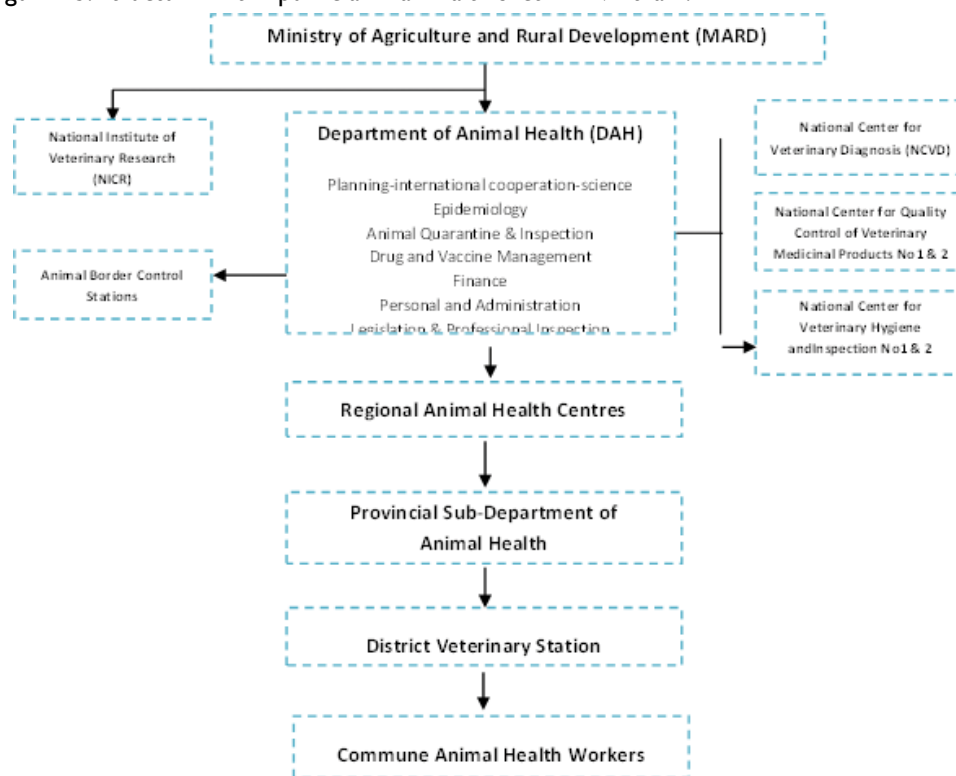 Ministry of Agriculture and Rural Development (MARD)
National Institute of
Veterinary Research
(NICR)
Department of Animal Health (DAH)
Planning-international cooperation-science
Epidemiology
Animal Quarantine & Inspection
Drug and Vaccine Management
Finance
Personal and Administration
Legislation & Professional Inspection
National Center for
Veterinary Diagnosis (NCVD)
National Center for Quality
Control of Veterinary
Medicinal Products No 1 & 2
National Center for
Veterinary Hygiene
andInspection No1 & 2
Animal Border Control
Stations
Regional Animal Health Centres
Provincial Sub-Department of
Animal Health
District Veterinary Station
Commune Animal Health Workers